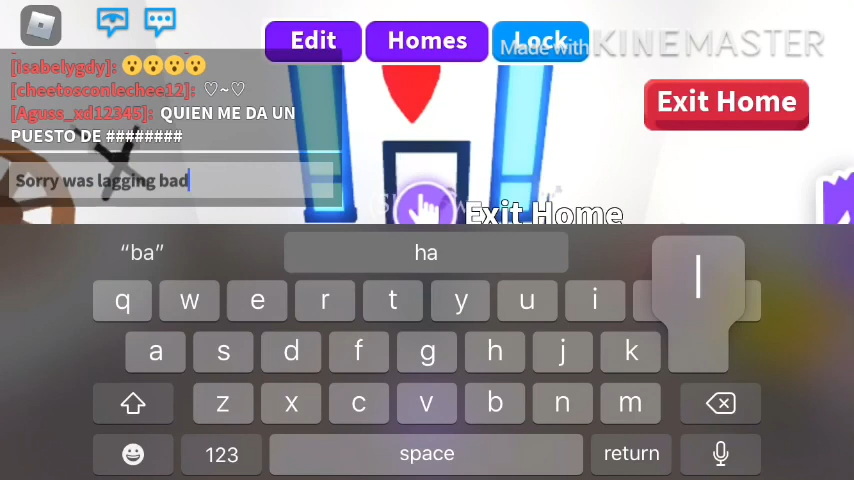 Edit Homes Lock
Made with KINEMASTER
[isabelygdy]: 😮😮😮😮
[cheetosconlechee12]: ♡~♡
[Aguss_xd12345]: QUIEN ME DA UN
PUESTO DE ########
Exit Home
Sorry was lagging bad
Exit Home
“ba” ha
q w e r t y u i
a s d f g h j k l
z x c v b n m
123 space return